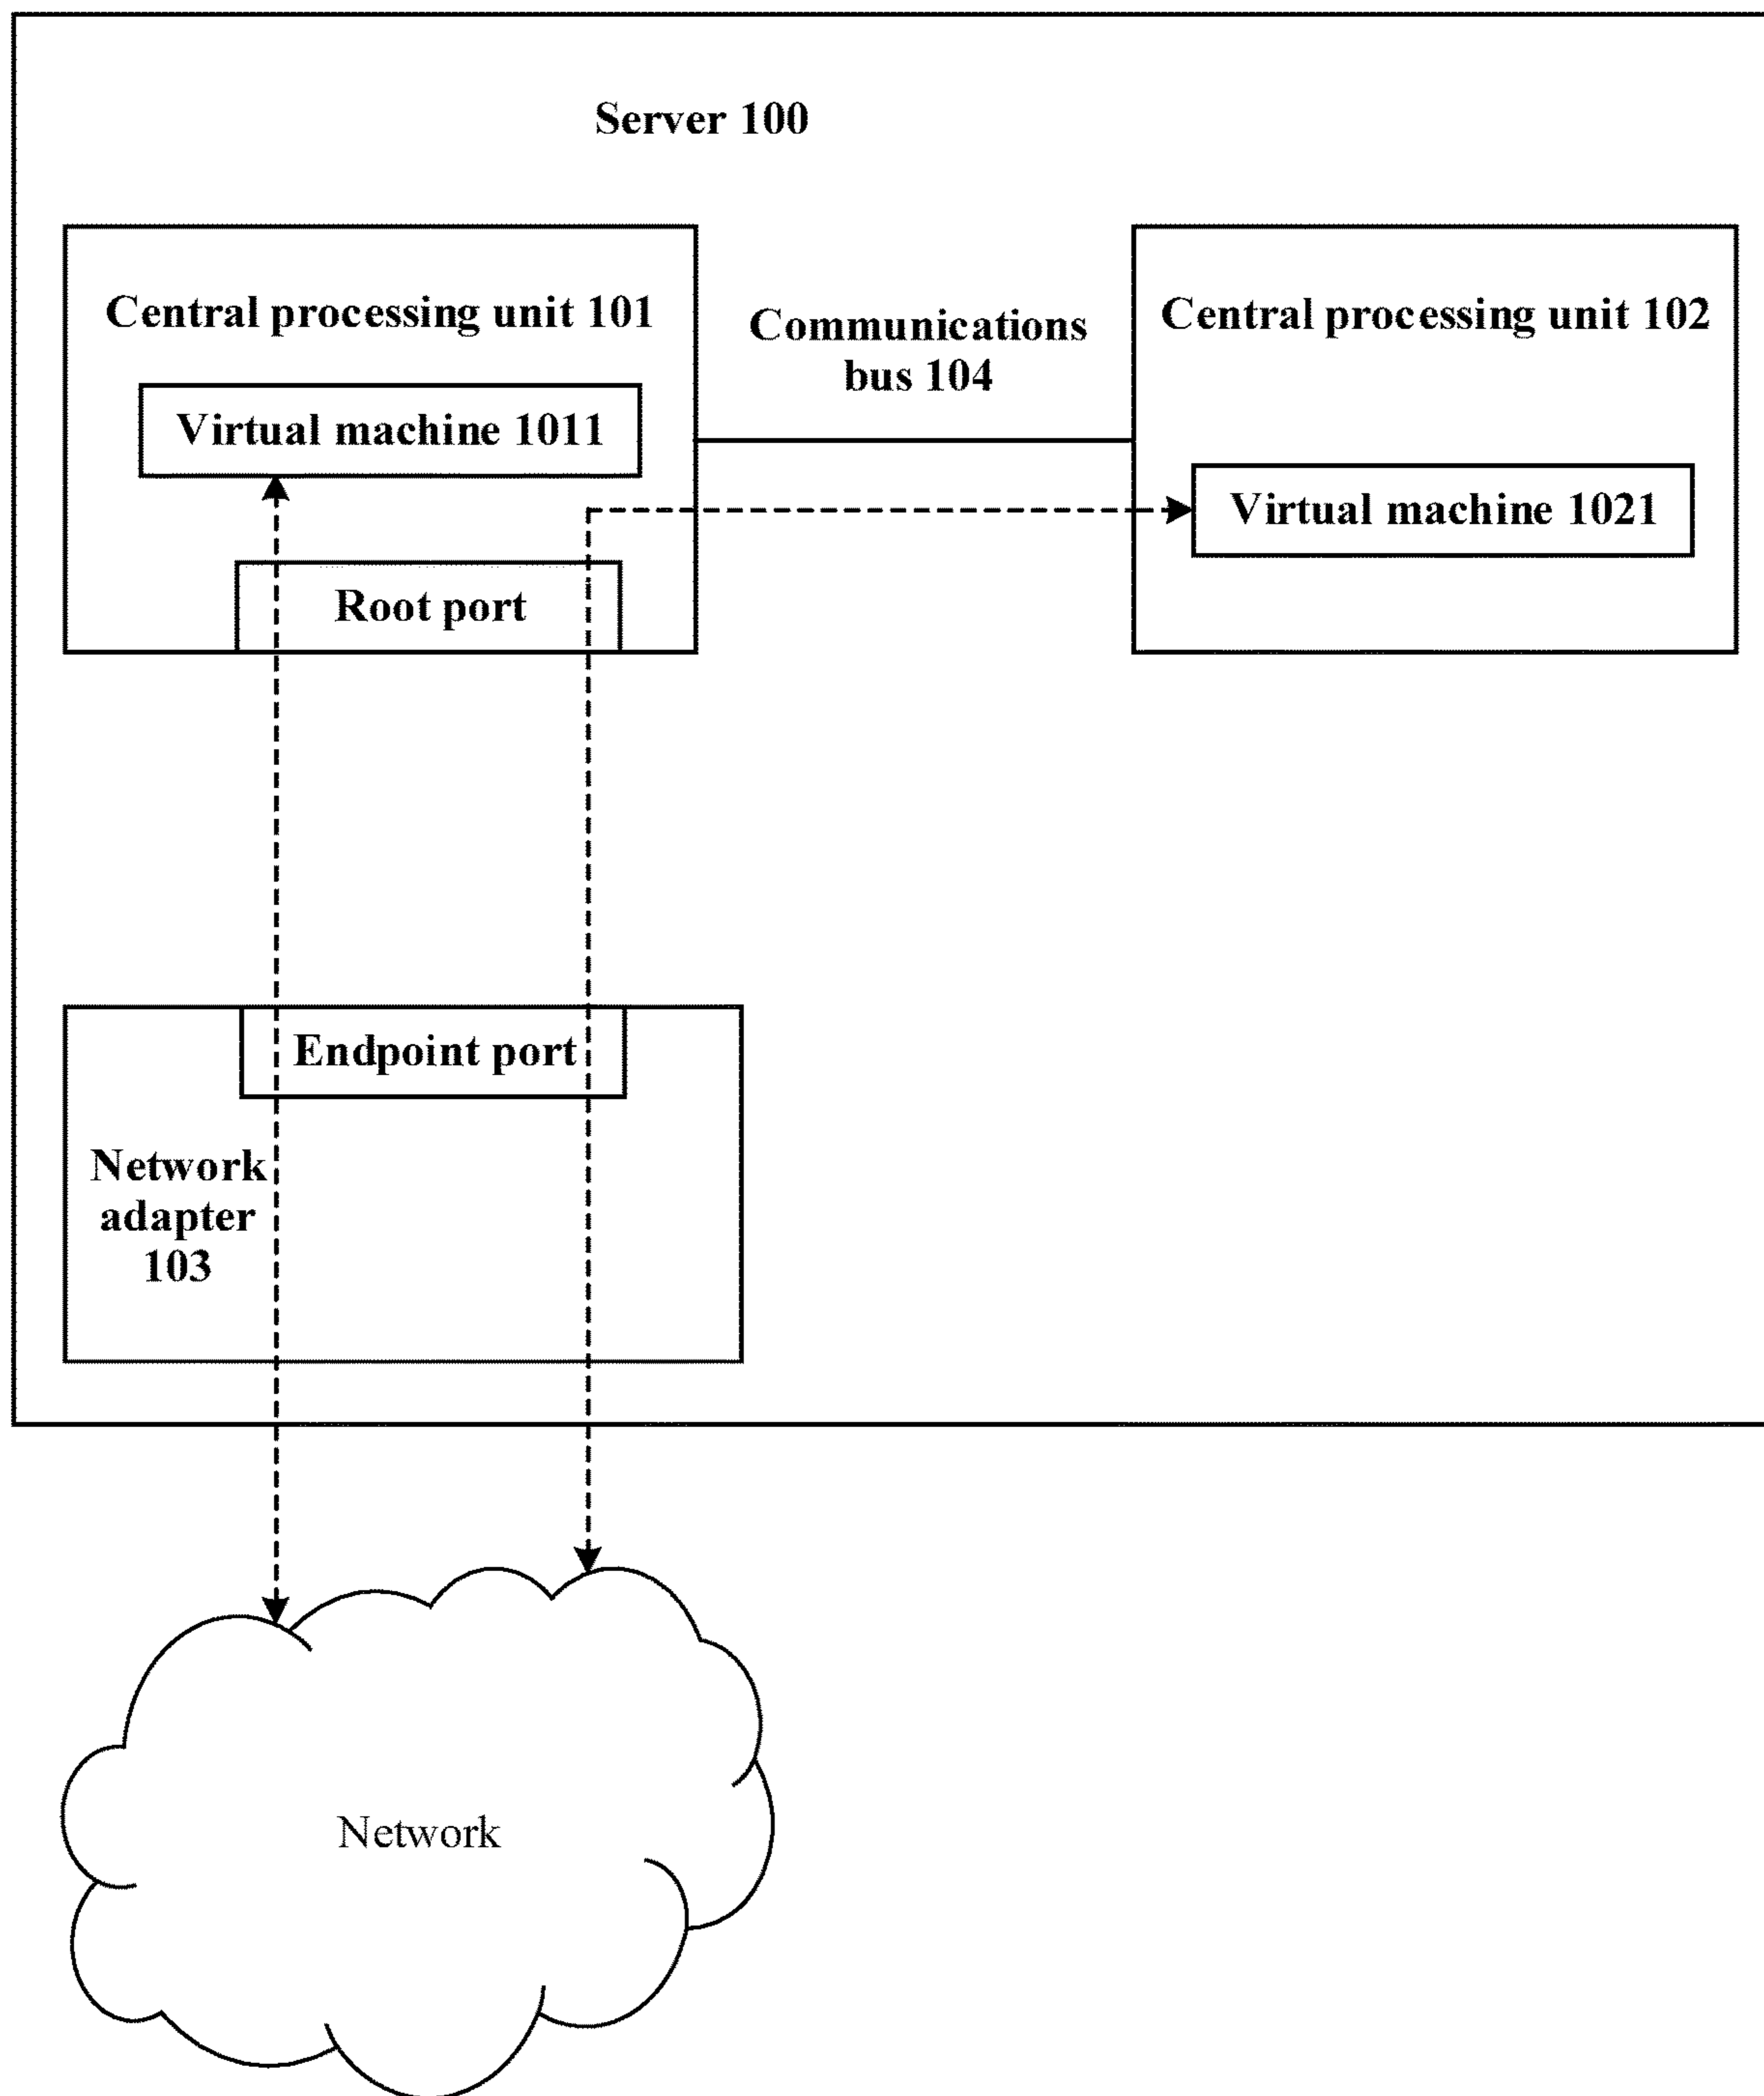 Server 100
Central processing unit 101
Communications
bus 104
Central processing unit 102
Virtual machine 1011
Virtual machine 1021
Root port
Endpoint port
Network
adapter
103
Network